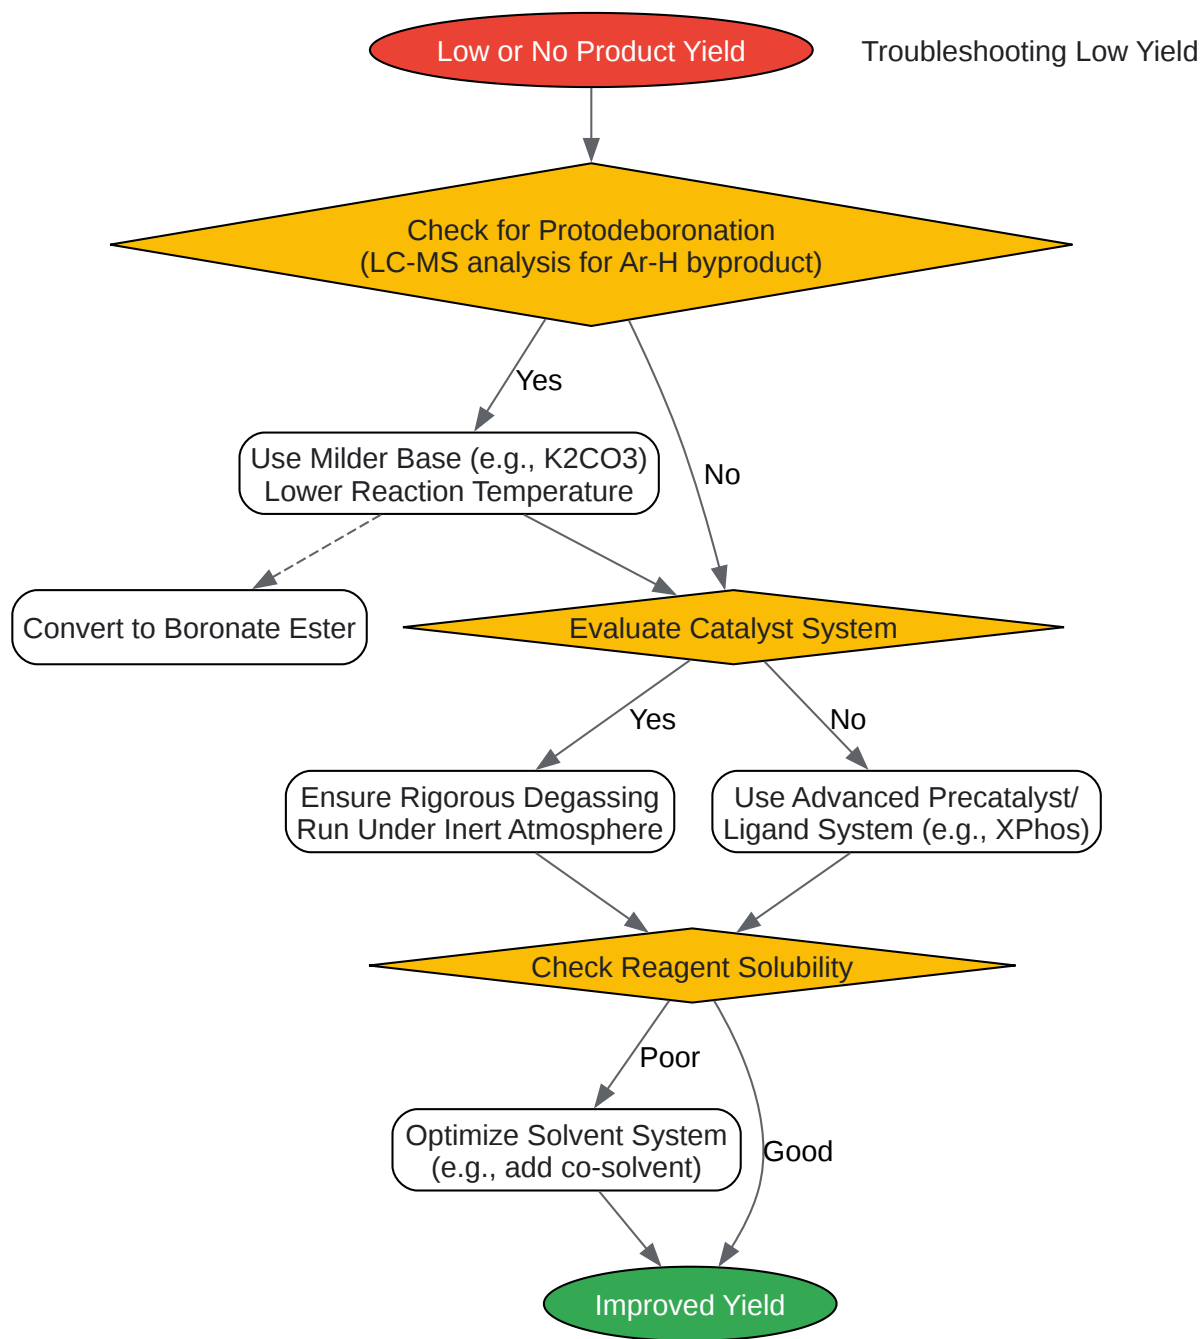 Low or No Product Yield
Troubleshooting Low Yield
Check for Protodeboronation
(LC-MS analysis for Ar-H byproduct)
Yes
No
Use Milder Base (e.g., K2CO3)
Lower Reaction Temperature
Convert to Boronate Ester
Evaluate Catalyst System
Yes
No
Ensure Rigorous Degassing
Run Under Inert Atmosphere
Use Advanced Precatalyst/
Ligand System (e.g., XPhos)
Check Reagent Solubility
Poor
Good
Optimize Solvent System
(e.g., add co-solvent)
Improved Yield